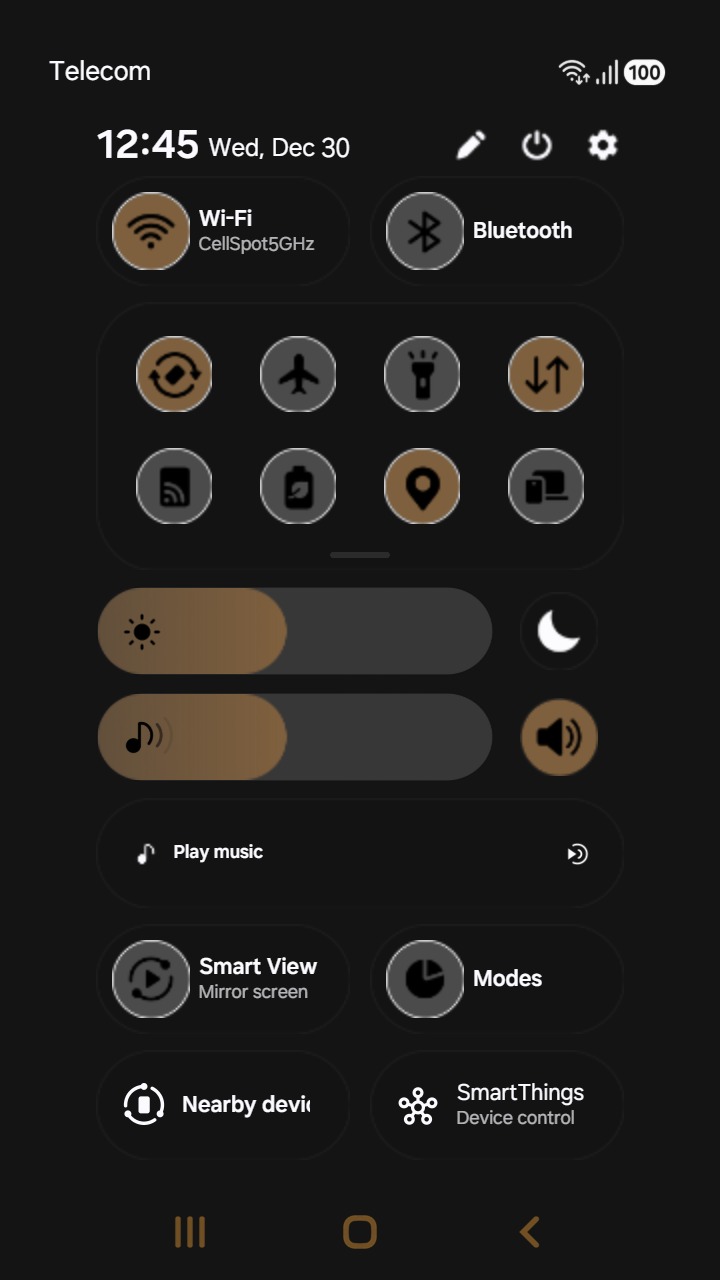 Telecom
100
12:45 Wed, Dec 30
Wi-Fi
CellSpot5GHz
Bluetooth
Play music
Smart View
Mirror screen
Modes
Nearby devic
SmartThings
Device control